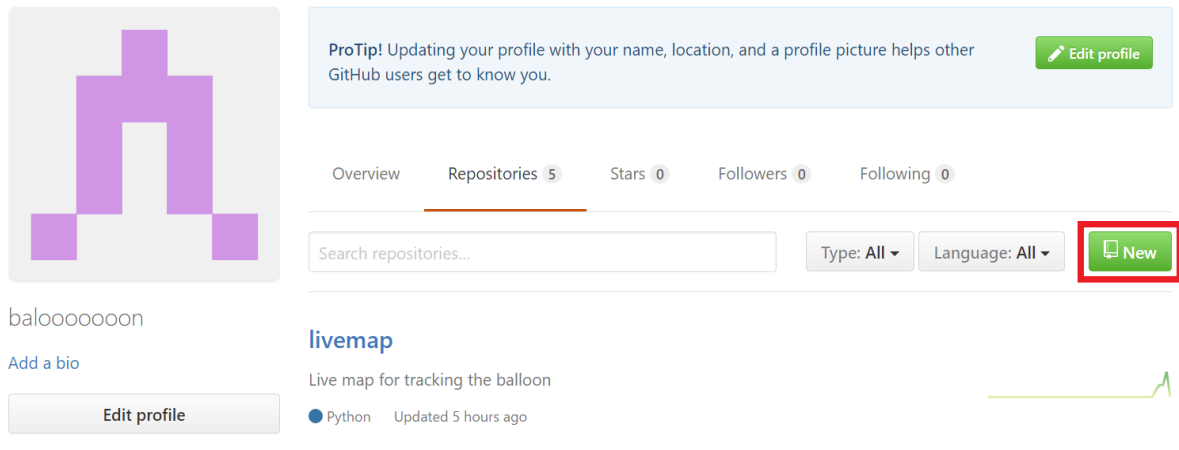 ProTip! Updating your profile with your name, location, and a profile picture helps other
GitHub users get to know you.
Edit profile
Overview Repositories 5 Stars 0 Followers 0 Following 0
Search repositories...
Type: All
Language: All
New
balooooooon
Add a bio
Edit profile
livemap
Live map for tracking the balloon
Python Updated 5 hours ago